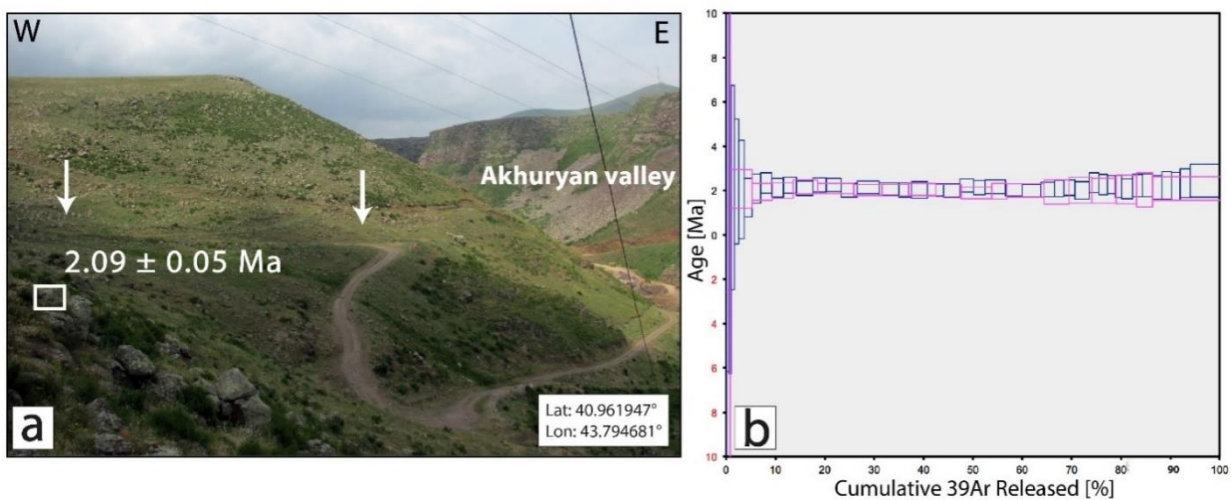 W E
Akhuryan valley
2.09 ± 0.05 Ma
Lat: 40.961947°
Lon: 43.794681°
a
Age [Ma]
10
8
6
4
2
0
2
4
6
8
10
b
0 10 20 30 40 50 60 70 80 90 100
Cumulative 39Ar Released [%]